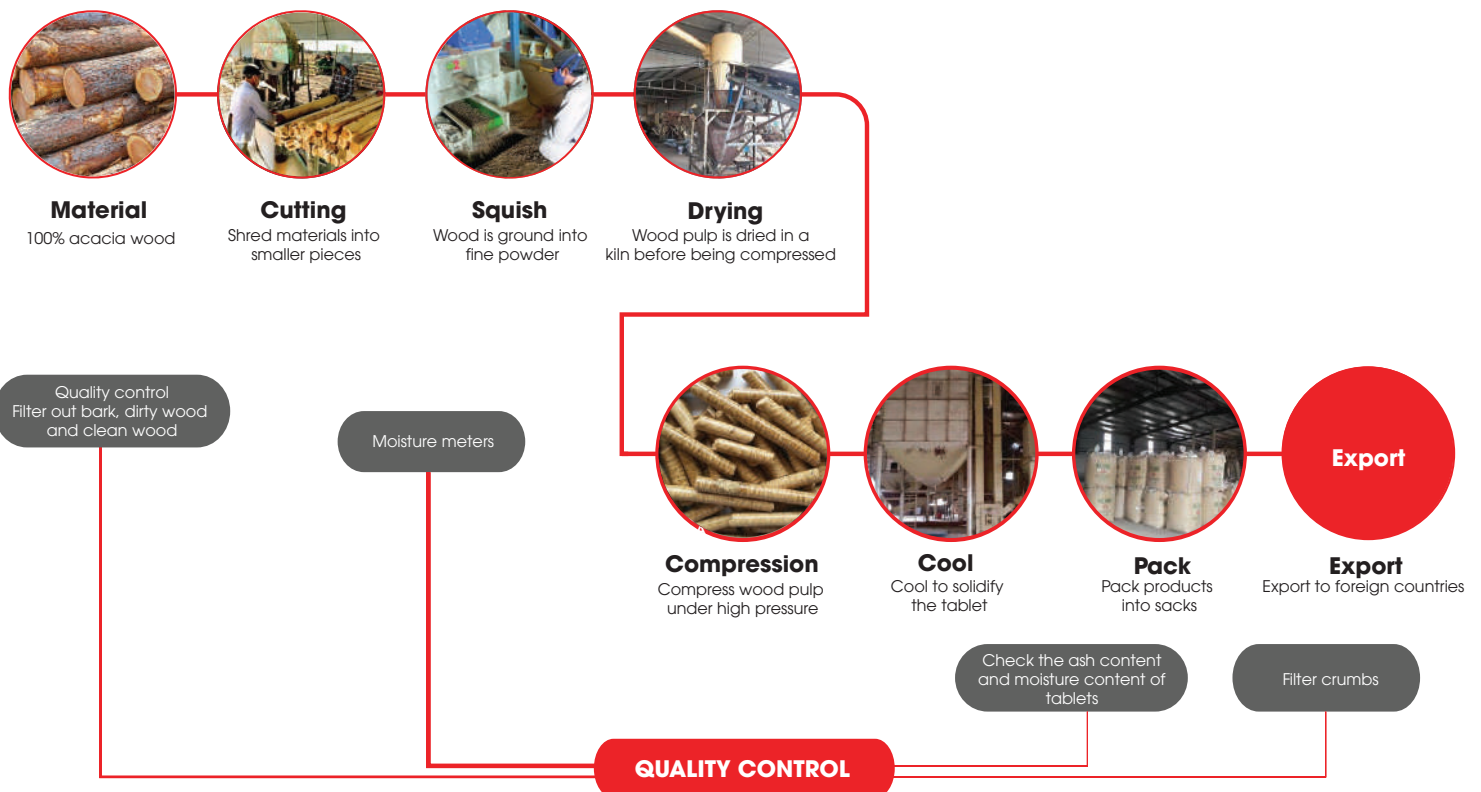 Material
100% acacia wood
Cutting
Shred materials into
smaller pieces
Squish
Wood is ground into
fine powder
Drying
Wood pulp is dried in a
kiln before being compressed
Quality control
Filter out bark, dirty wood
and clean wood
Moisture meters
Export
Compression
Compress wood pulp
under high pressure
Cool
Cool to solidify
the tablet
Pack
Pack products
into sacks
Export
Export to foreign countries
Check the ash content
and moisture content of
tablets
Filter crumbs
QUALITY CONTROL